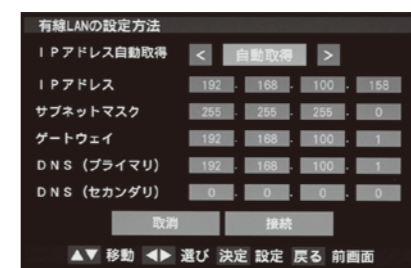 有線LANの設定方法
IPアドレス自動取得 < 自動取得 >
IPアドレス 192 . 168 . 100 . 158
サブネットマスク 255 . 255 . 255 . 0
ゲートウェイ 192 . 168 . 100 . 1
DNS (プライマリ) 192 . 168 . 100 . 1
DNS (セカンダリ) 0 . 0 . 0 . 0
取消 接続
▲▼ 移動 ◀▶ 選び 決定 設定 戻る 前画面